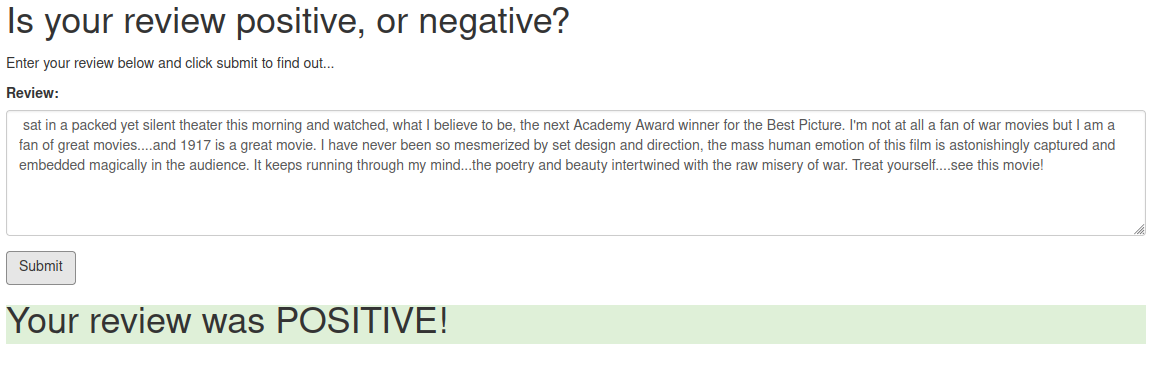 Is your review positive, or negative?
Enter your review below and click submit to find out...
Review:
sat in a packed yet silent theater this morning and watched, what I believe to be, the next Academy Award winner for the Best Picture. I'm not at all a fan of war movies but I am a
fan of great movies....and 1917 is a great movie. I have never been so mesmerized by set design and direction, the mass human emotion of this film is astonishingly captured and
embedded magically in the audience. It keeps running through my mind...the poetry and beauty intertwined with the raw misery of war. Treat yourself....see this movie!
Submit
Your review was POSITIVE!